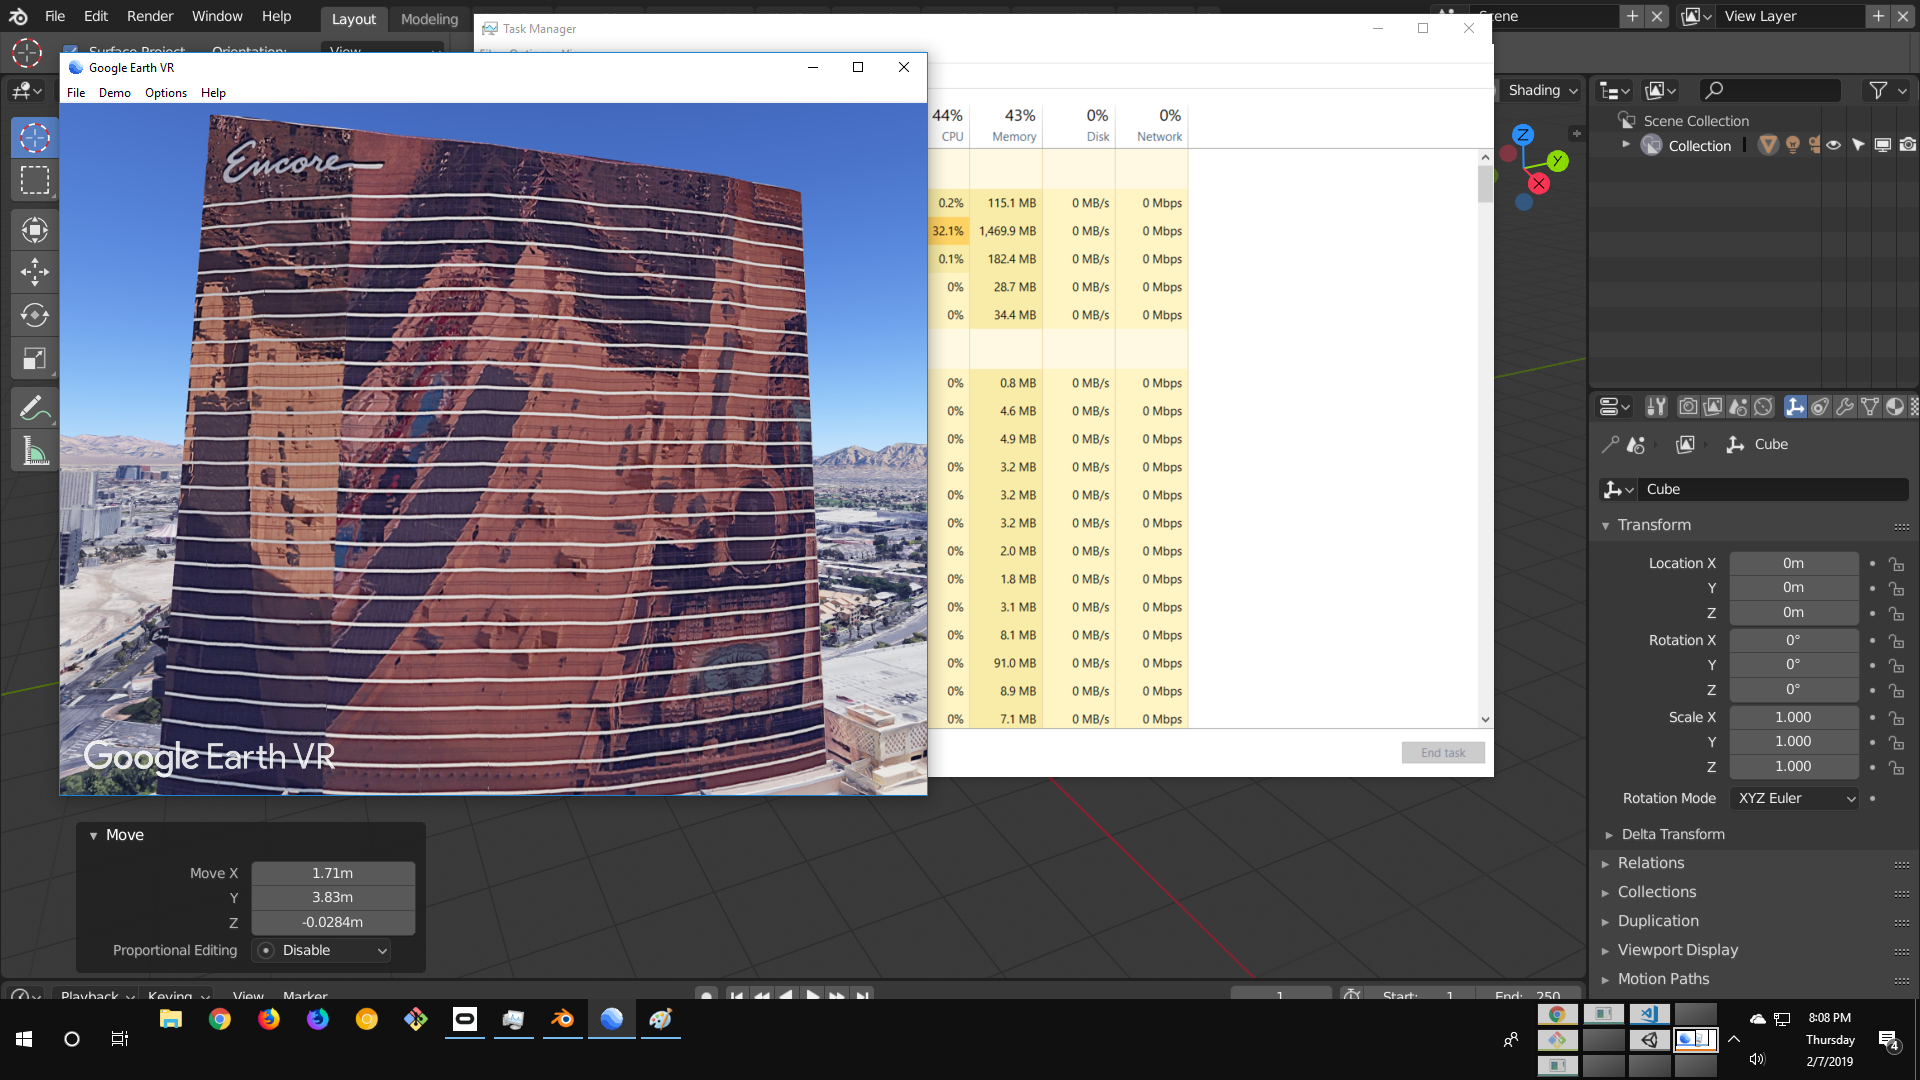 File Edit Render Window Help Layout Modeling
Scene
View Layer
Surface Project Orientation: View
Task Manager
Google Earth VR
File Demo Options Help
Encore
Google Earth VR
44% 43% 0% 0%
CPU Memory Disk Network
0.2% 115.1 MB 0 MB/s 0 Mbps
32.1% 1,469.9 MB 0 MB/s 0 Mbps
0.1% 182.4 MB 0 MB/s 0 Mbps
0% 28.7 MB 0 MB/s 0 Mbps
0% 34.4 MB 0 MB/s 0 Mbps
0% 0.8 MB 0 MB/s 0 Mbps
0% 4.6 MB 0 MB/s 0 Mbps
0% 4.9 MB 0 MB/s 0 Mbps
0% 3.2 MB 0 MB/s 0 Mbps
0% 3.2 MB 0 MB/s 0 Mbps
0% 3.2 MB 0 MB/s 0 Mbps
0% 2.0 MB 0 MB/s 0 Mbps
0% 1.8 MB 0 MB/s 0 Mbps
0% 3.1 MB 0 MB/s 0 Mbps
0% 8.1 MB 0 MB/s 0 Mbps
0% 91.0 MB 0 MB/s 0 Mbps
0% 8.9 MB 0 MB/s 0 Mbps
0% 7.1 MB 0 MB/s 0 Mbps
End task
Shading
Z
Y
X
Scene Collection
Collection
Cube
Cube
Transform
Location X 0m
Y 0m
Z 0m
Rotation X 0°
Y 0°
Z 0°
Scale X 1.000
Y 1.000
Z 1.000
Rotation Mode XYZ Euler
Delta Transform
Relations
Collections
Duplication
Viewport Display
Motion Paths
Move
Move X 1.71m
Y 3.83m
Z -0.0284m
Proportional Editing Disable
Playback Keying View Marker
1 Start: 1 End: 250
8:08 PM
Thursday
2/7/2019
4